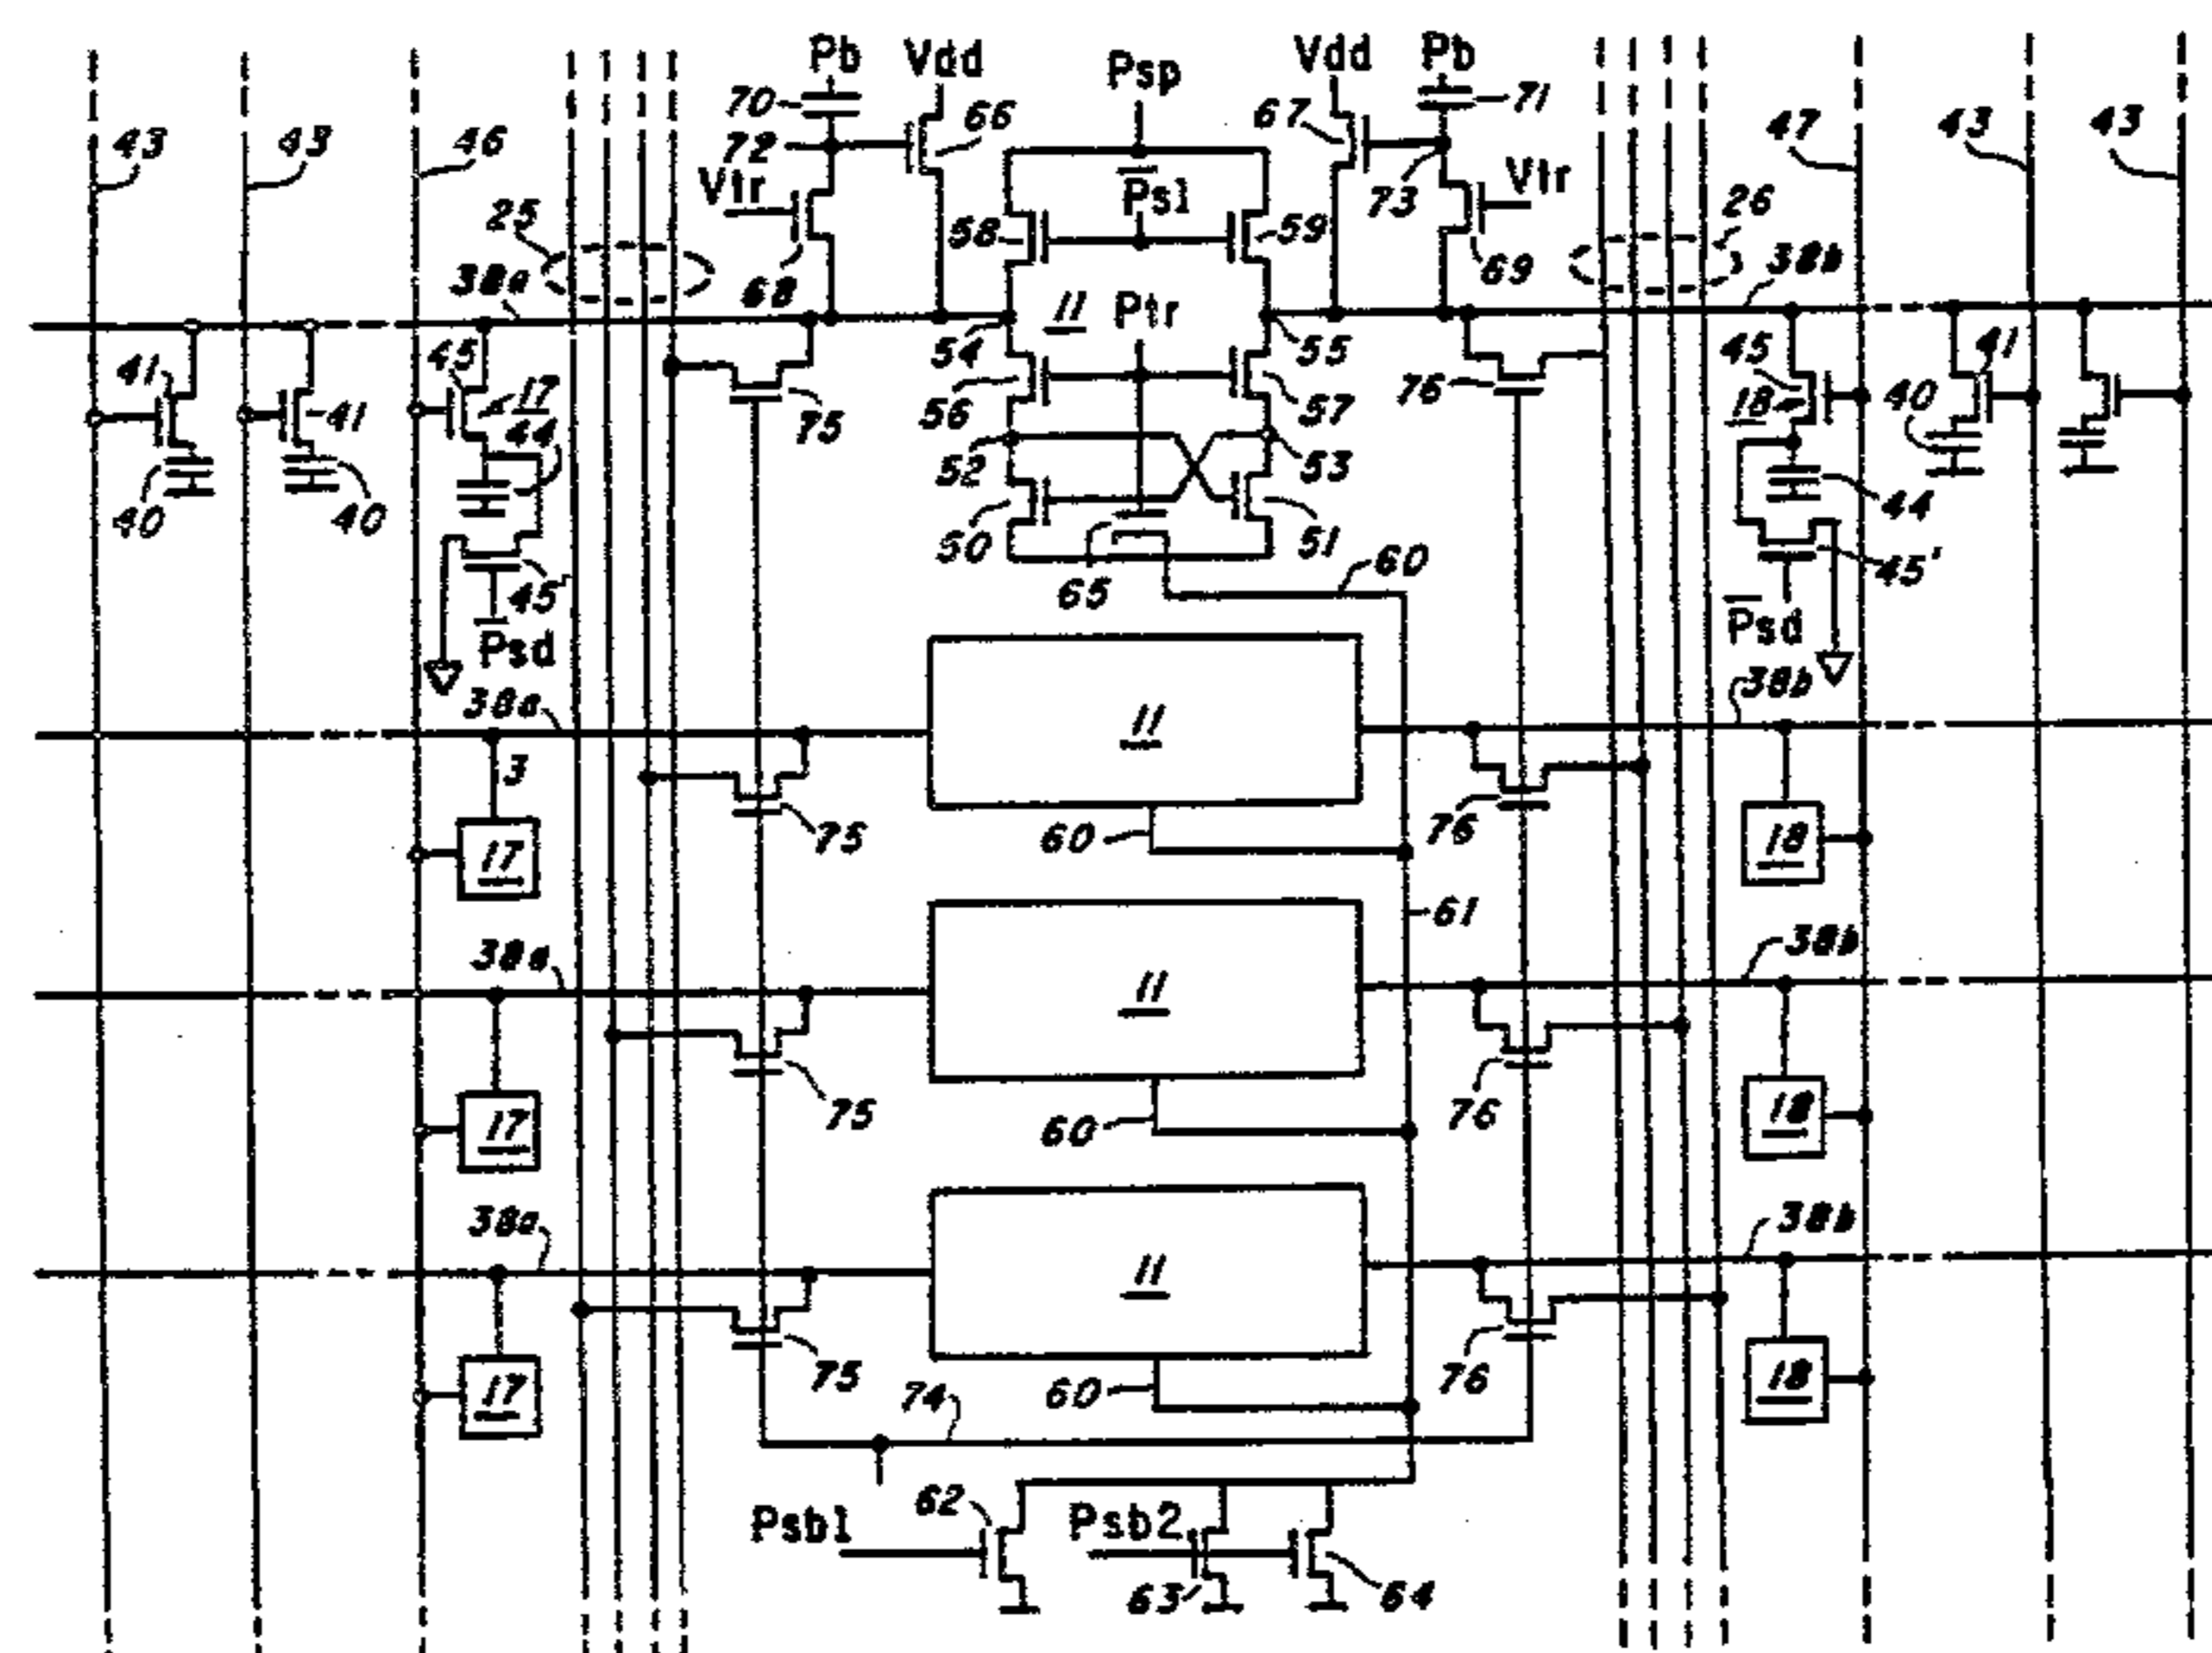 Pb Vdd Psp Vdd Pb
70 66 67 71
43 43 46 72 47 43 43
Vtr Psl 73 Vtr
25 58 59 26
38a 68 69 38b
11 Ptr
54 55
41 45 17 45 41
41 75 56 57 76 18 40
44 52 53
40 40 50 51 44
45' 65 60 45'
Psd Psd
38a 11 38b
3
17 75 60 76 18
61
38a 11 38b
17 75 60 76 18
38a 11 38b
17 75 60 76 18
74
Psb1 62 Psb2
63 64